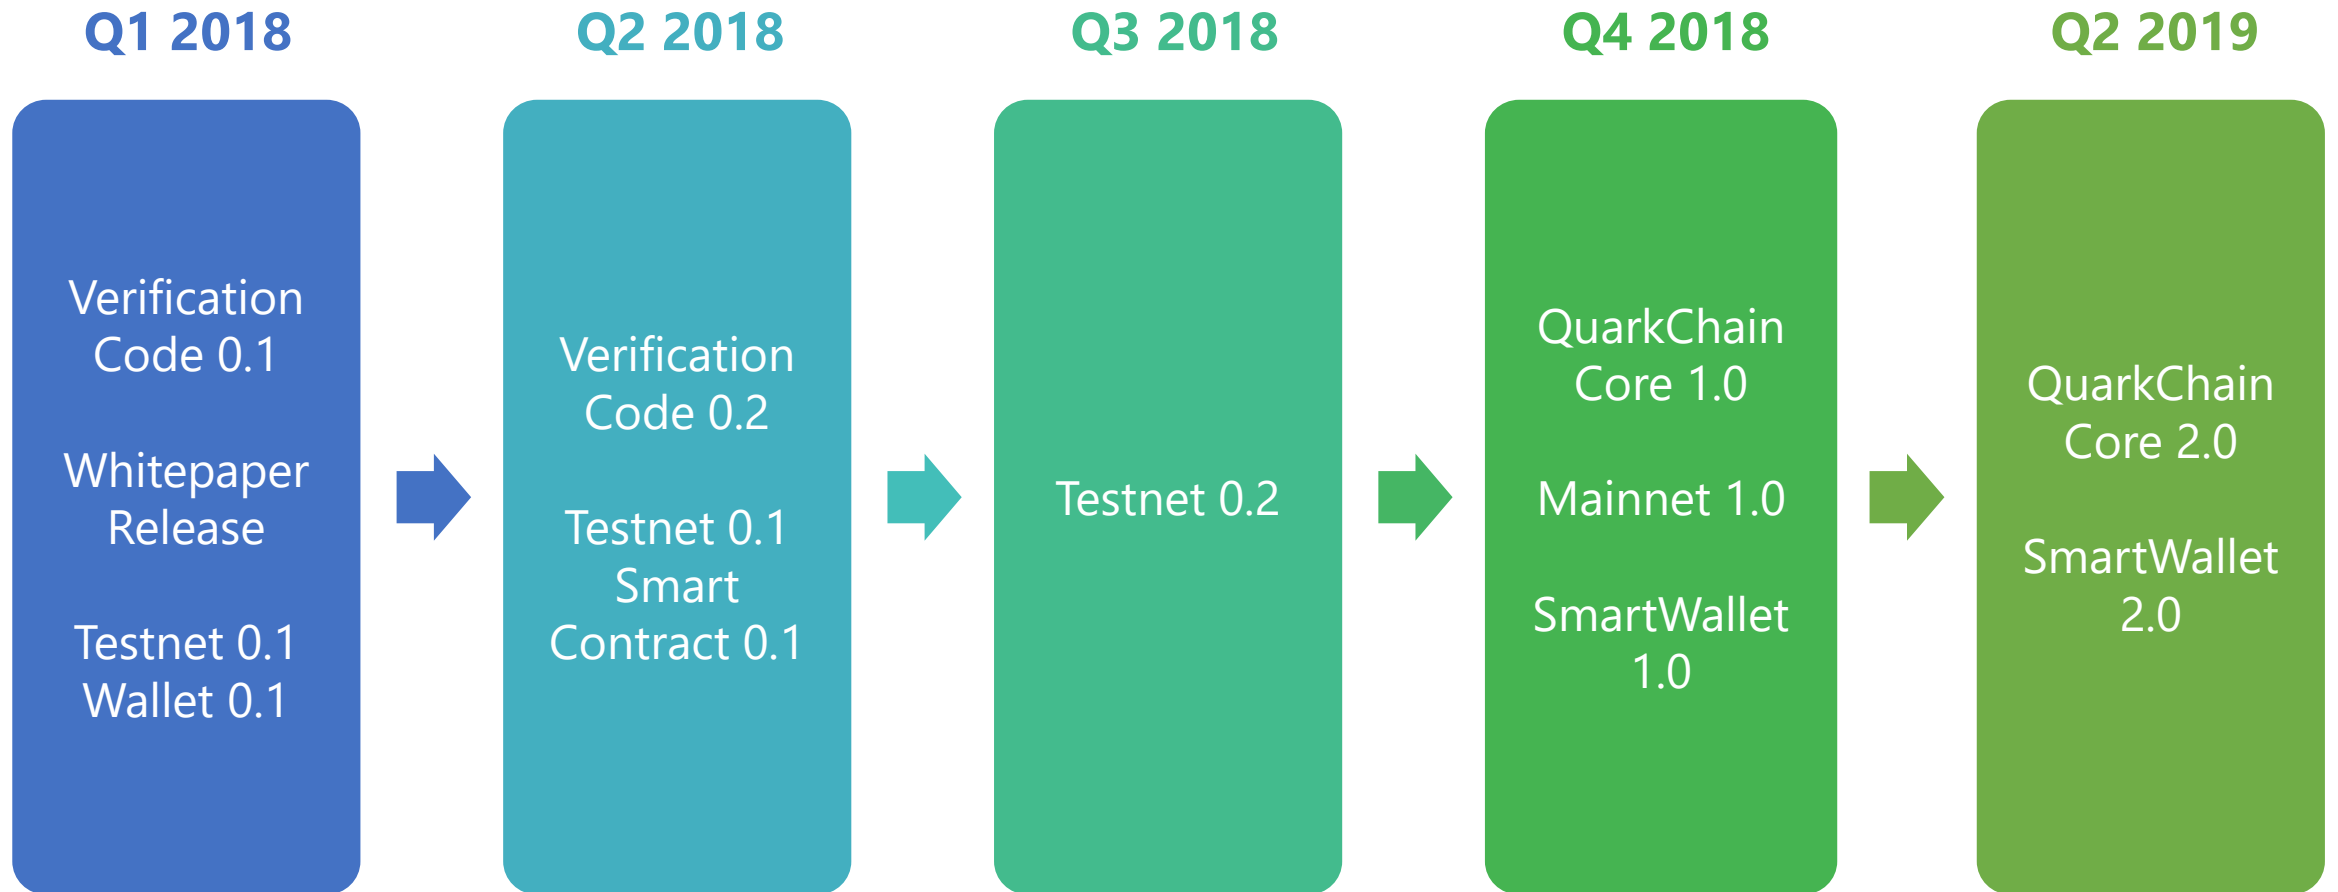 Q1 2018
Verification
Code 0.1
Whitepaper
Release
Testnet 0.1
Wallet 0.1
Q2 2018
Verification
Code 0.2
Testnet 0.1
Smart
Contract 0.1
Q3 2018
Testnet 0.2
Q4 2018
QuarkChain
Core 1.0
Mainnet 1.0
SmartWallet
1.0
Q2 2019
QuarkChain
Core 2.0
SmartWallet
2.0